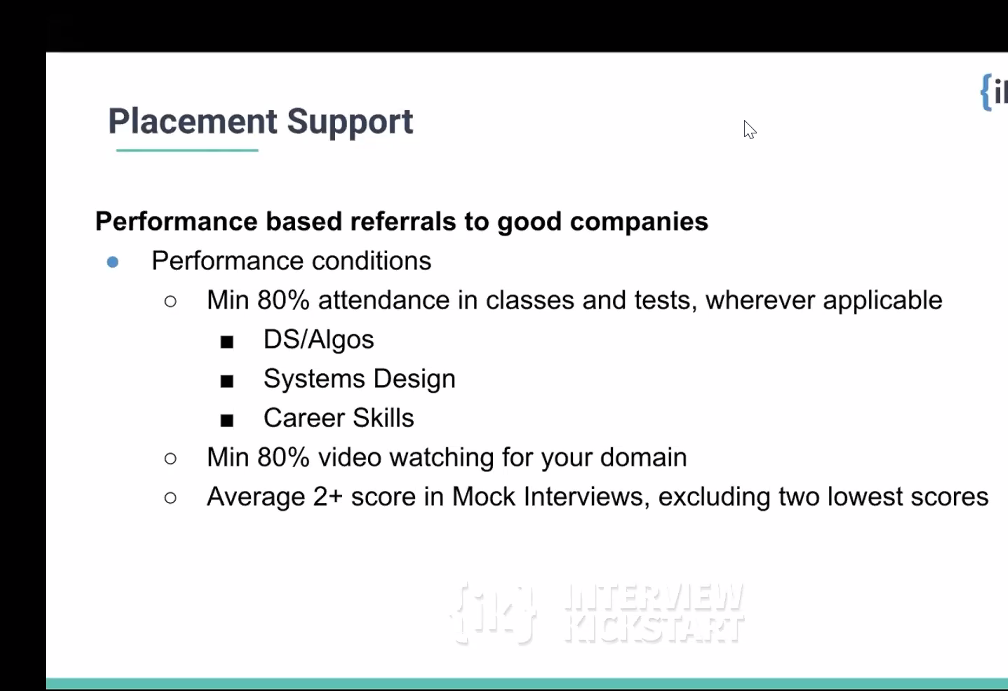 {i
Placement Support
Performance based referrals to good companies
● Performance conditions
○ Min 80% attendance in classes and tests, wherever applicable
■ DS/Algos
■ Systems Design
■ Career Skills
○ Min 80% video watching for your domain
○ Average 2+ score in Mock Interviews, excluding two lowest scores
{ik} INTERVIEW
KICKSTART